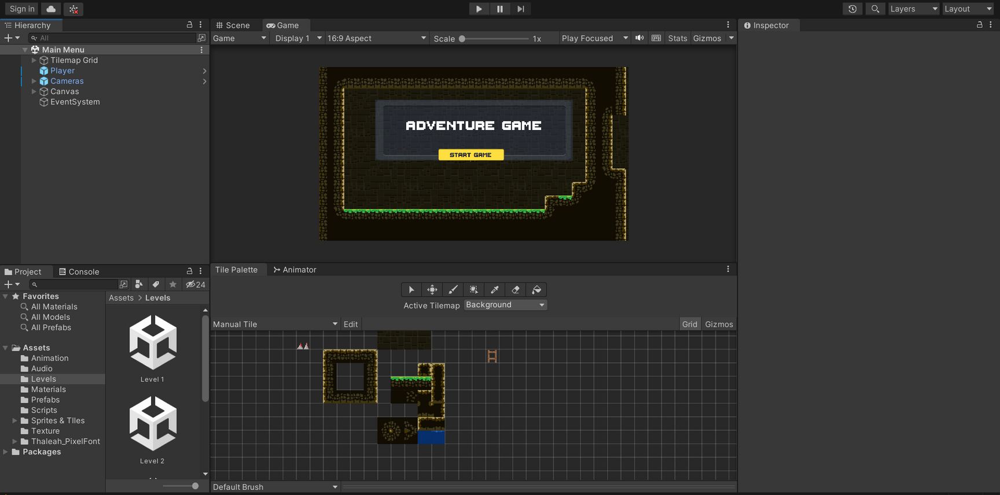 Sign in
Layers
Layout
Hierarchy
All
Main Menu
Tilemap Grid
Player
Cameras
Canvas
EventSystem
Scene
Game
Game
Display 1
16:9 Aspect
Scale
1x
Play Focused
Stats
Gizmos
ADVENTURE GAME
START GAME
Inspector
Project
Console
24
Favorites
All Materials
All Models
All Prefabs
Assets
Animation
Audio
Levels
Materials
Prefabs
Scripts
Sprites & TIles
Texture
Thaleah_PixelFont
Packages
Assets > Levels
Level 1
Level 2
Tile Palette
Animator
Active Tilemap
Background
Manual Tile
Edit
Grid
Gizmos
Default Brush